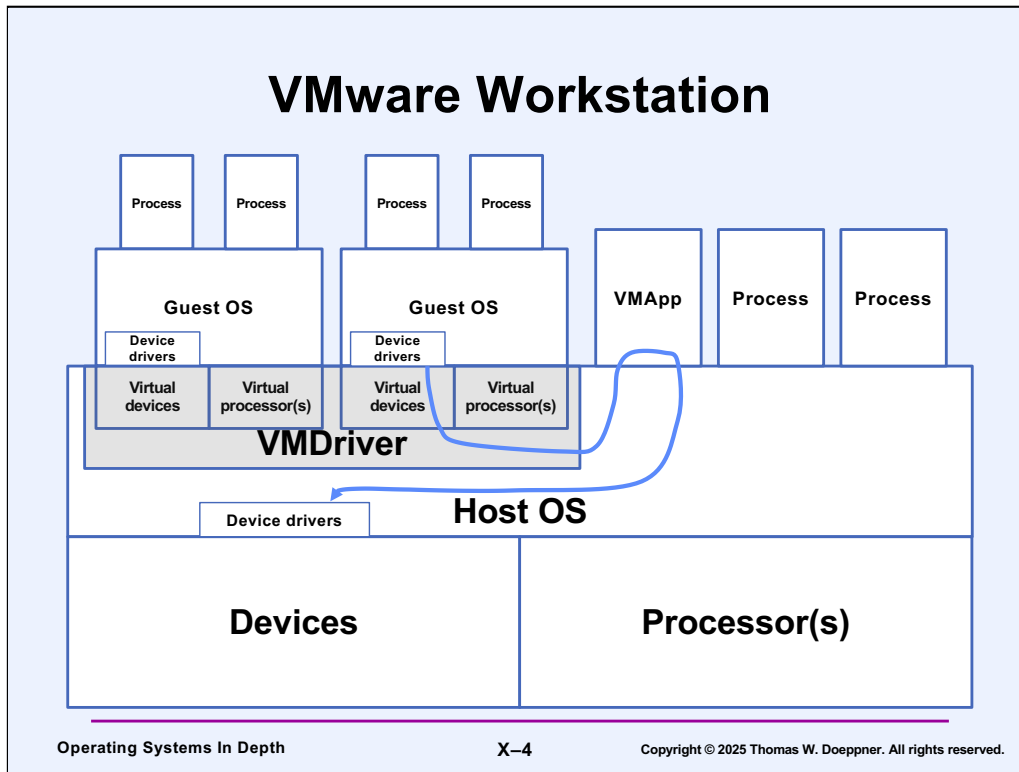 VMware Workstation
Process
Process
Process
Process
Guest OS
Guest OS
VMApp
Process
Process
Device
drivers
Device
drivers
Virtual
devices
Virtual
processor(s)
Virtual
devices
Virtual
processor(s)
VMDriver
Device drivers
Host OS
Devices
Processor(s)
Operating Systems In Depth
X–4
Copyright © 2025 Thomas W. Doeppner. All rights reserved.